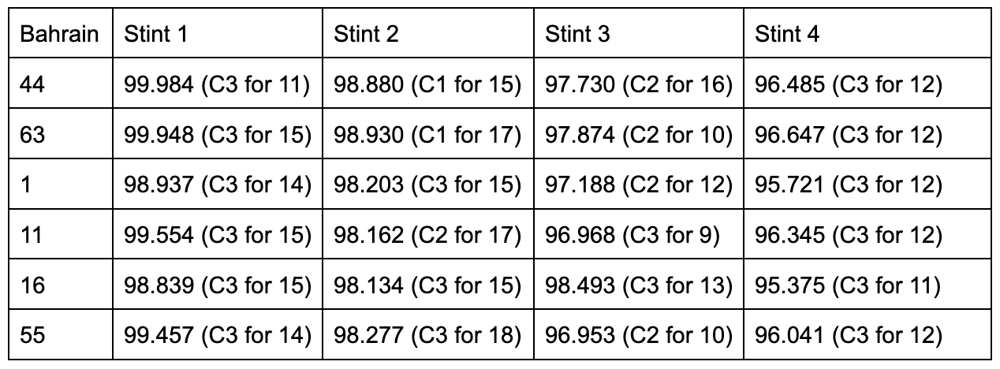 Bahrain Stint 1 Stint 2 Stint 3 Stint 4
44 99.984 (C3 for 11) 98.880 (C1 for 15) 97.730 (C2 for 16) 96.485 (C3 for 12)
63 99.948 (C3 for 15) 98.930 (C1 for 17) 97.874 (C2 for 10) 96.647 (C3 for 12)
1 98.937 (C3 for 14) 98.203 (C3 for 15) 97.188 (C2 for 12) 95.721 (C3 for 12)
11 99.554 (C3 for 15) 98.162 (C2 for 17) 96.968 (C3 for 9) 96.345 (C3 for 12)
16 98.839 (C3 for 15) 98.134 (C3 for 15) 98.493 (C3 for 13) 95.375 (C3 for 11)
55 99.457 (C3 for 14) 98.277 (C3 for 18) 96.953 (C2 for 10) 96.041 (C3 for 12)